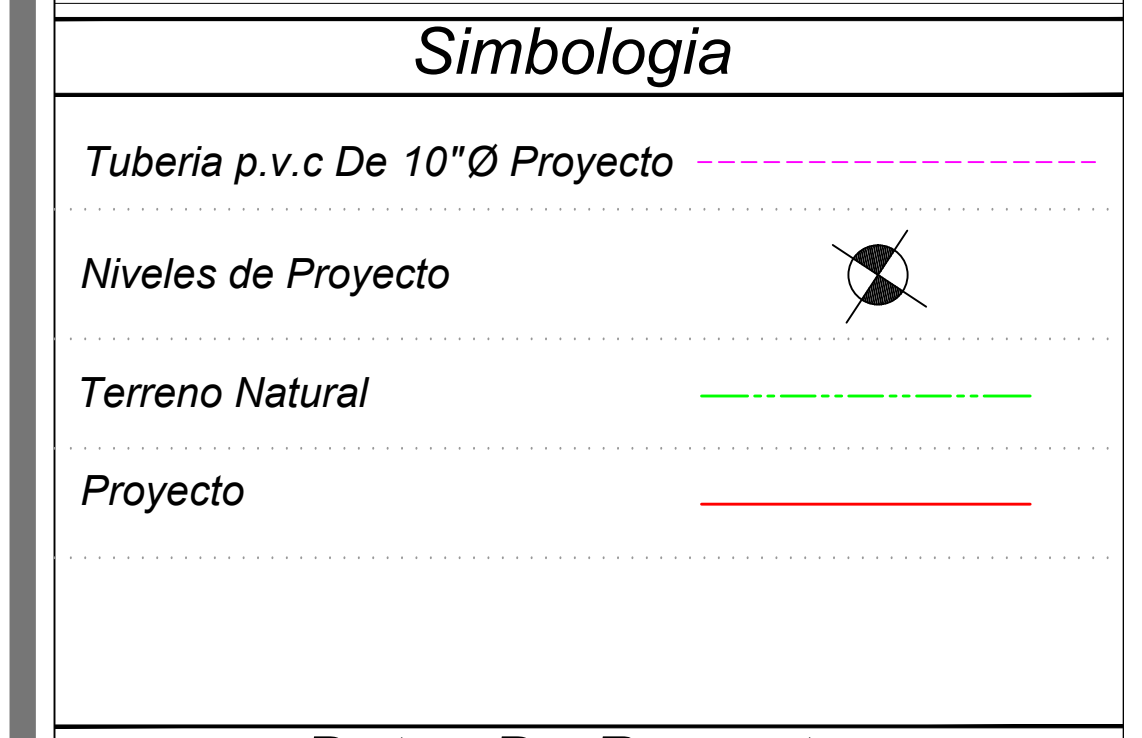 Simbologia
Tuberia p.v.c De 10"Ø Proyecto
Niveles de Proyecto
Terreno Natural
Proyecto